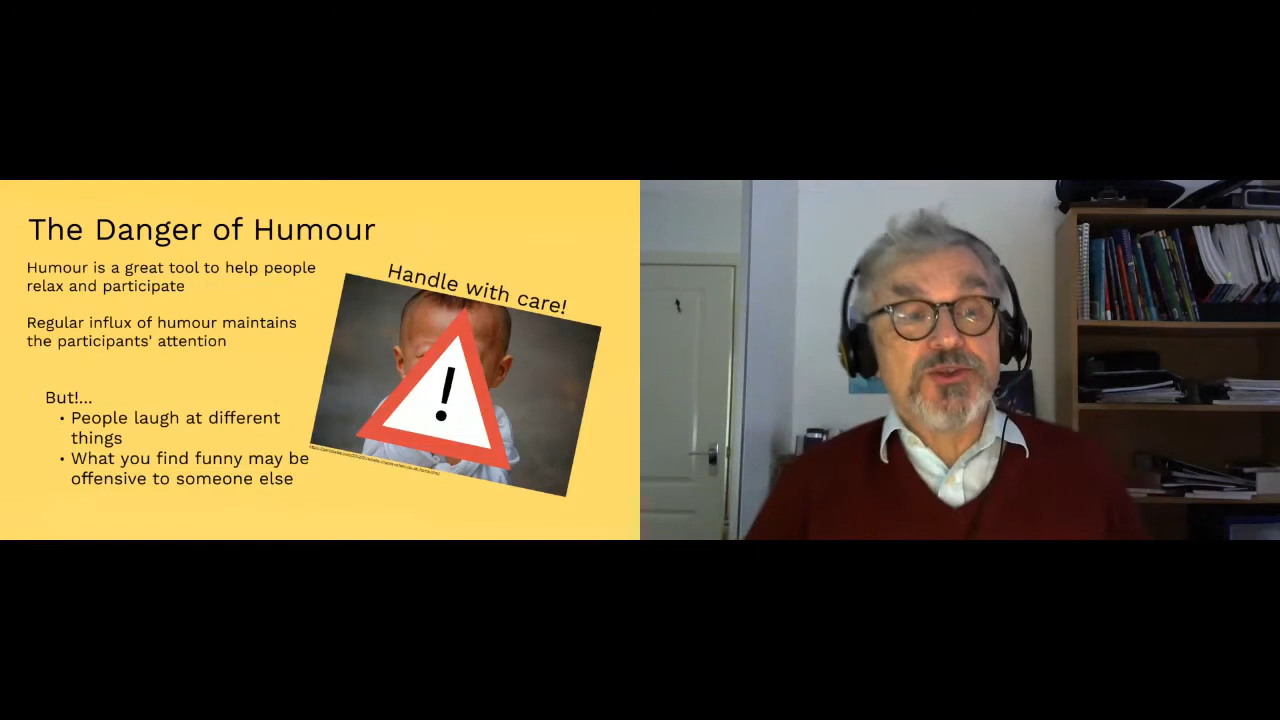 The Danger of Humour
Humour is a great tool to help people
relax and participate
Handle with care!
Regular influx of humour maintains
the participants' attention
!
But!...
• People laugh at different
things
• What you find funny may be
offensive to someone else